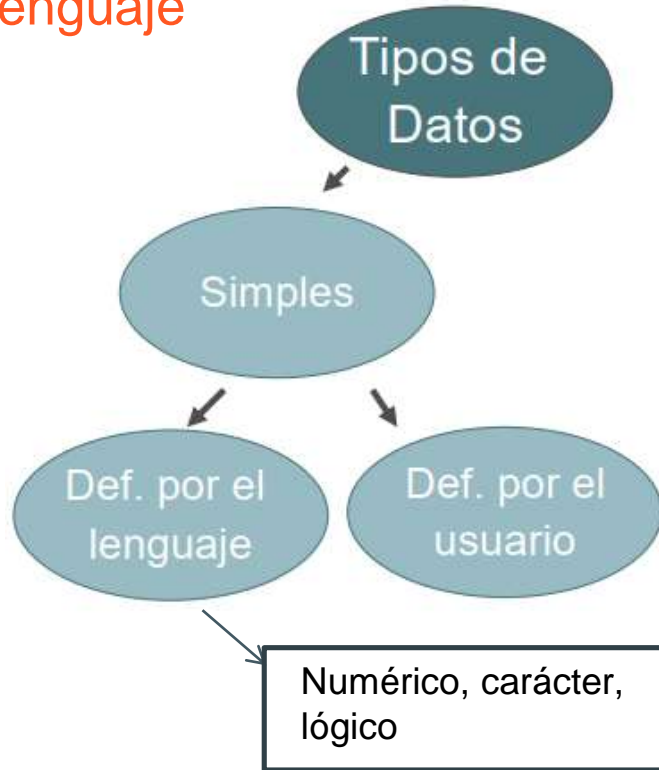 enguaje
Tipos de
Datos
Simples
Def. por el
lenguaje
Def. por el
usuario
Numérico, carácter,
lógico